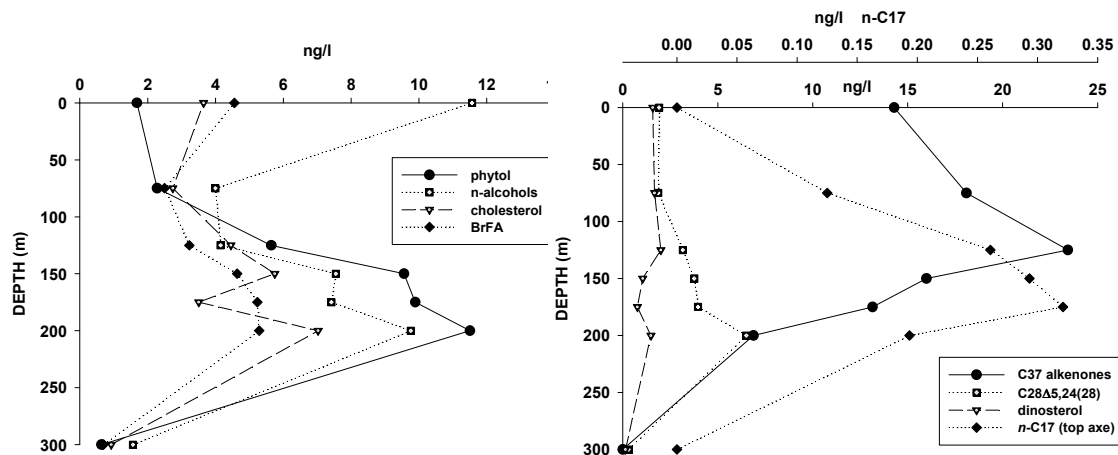 ng/l
0 2 4 6 8 10 12
0
50
100
150
200
250
300
DEPTH (m)
phytol
n-alcohols
cholesterol
BrFA
ng/l n-C17
0.00 0.05 0.10 0.15 0.20 0.25 0.30 0.35
ng/l
0 5 10 15 20 25
0
50
100
150
200
250
300
DEPTH (m)
C37 alkenones
C28Δ5,24(28)
dinosterol
n-C17 (top axe)